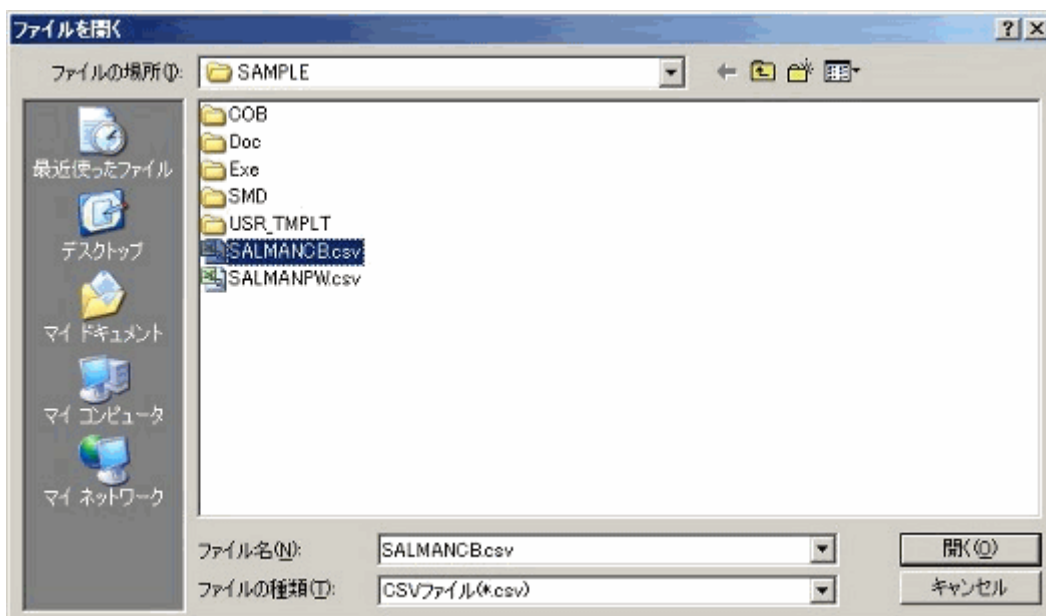 ファイルを開く
ファイルの場所(I):
SAMPLE
最近使ったファイル
デスクトップ
マイ ドキュメント
マイ コンピュータ
マイ ネットワーク
COB
Doc
Exe
SMD
USR_TMPLT
SALMANCB.csv
SALMANPW.csv
ファイル名(N):
SALMANCB.csv
開く(O)
ファイルの種類(T):
CSVファイル(*.csv)
キャンセル